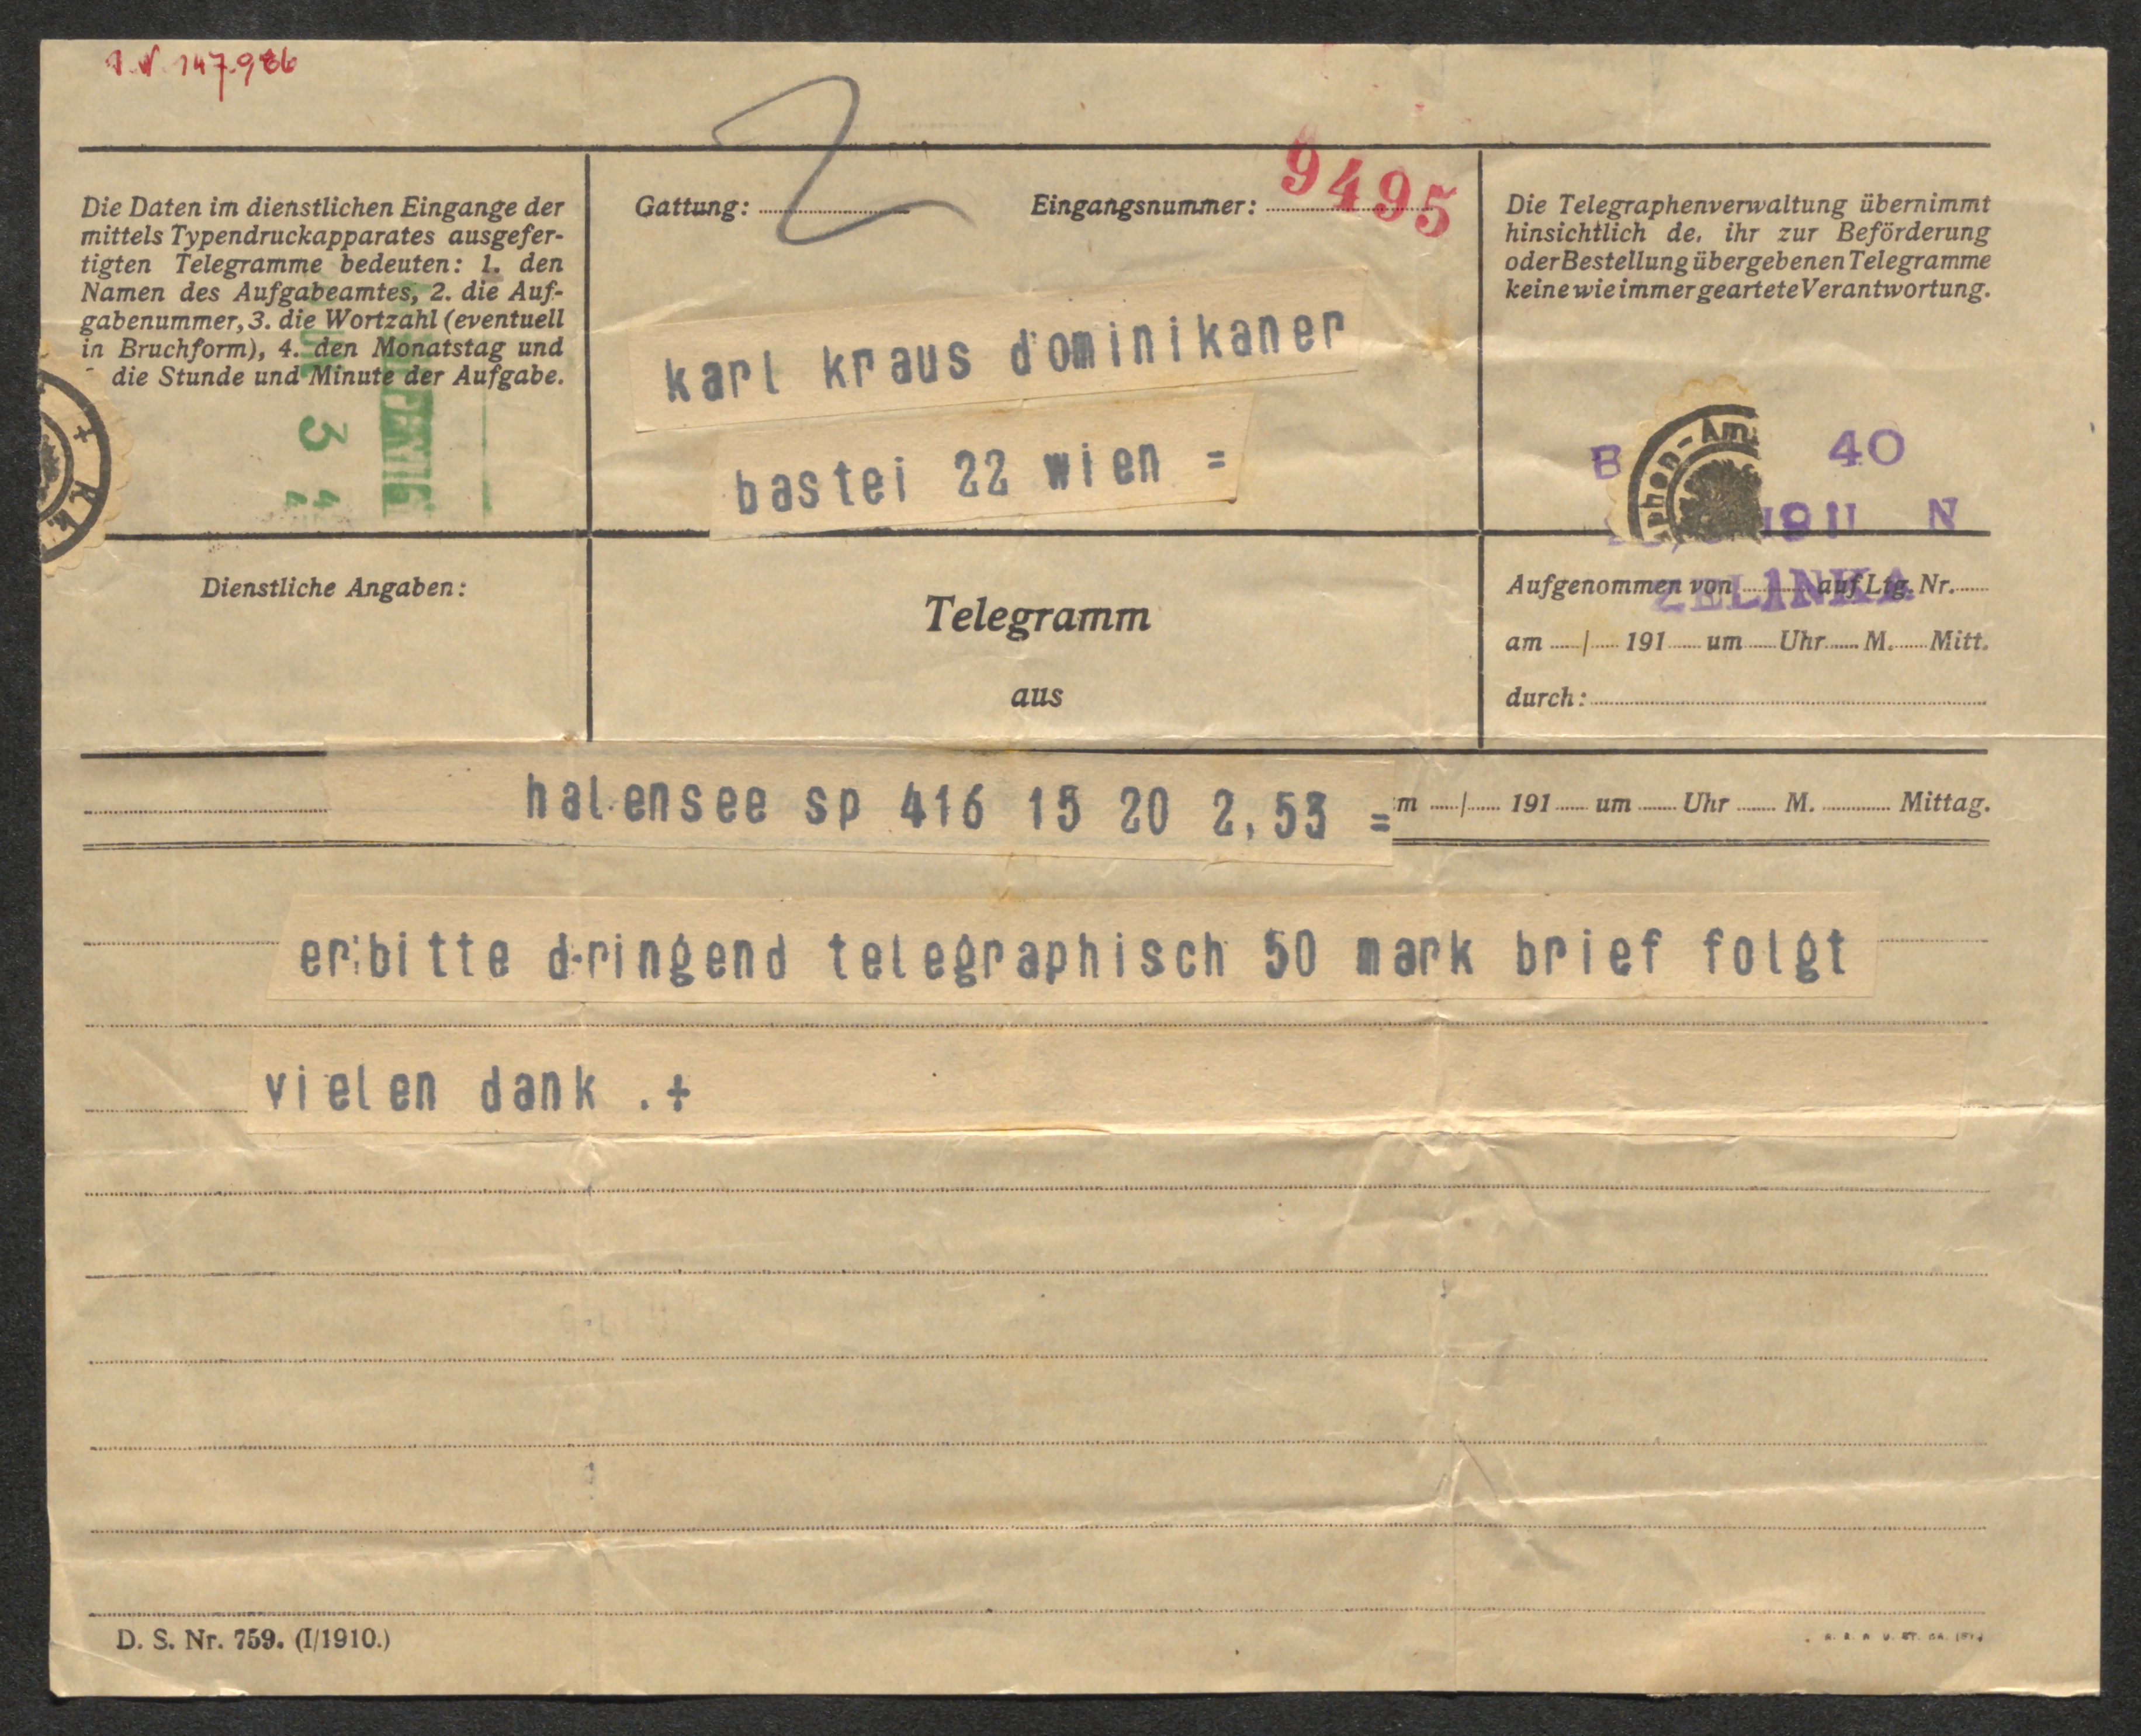 I.N. 147.986
Die Daten im dienstlichen Eingange der
mittels Typendruckapparates ausgefer-
tigten Telegramme bedeuten: 1. den
Namen des Aufgabeamtes, 2. die Auf-
gabenummer, 3. die Wortzahl (eventuell
in Bruchform), 4. den Monatstag und
die Stunde und Minute der Aufgabe.
Gattung:
Eingangsnummer: 9495
karl kraus dominikaner
bastei 22 wien =
Die Telegraphenverwaltung übernimmt
hinsichtlich de. ihr zur Beförderung
oder Bestellung übergebenen Telegramme
keine wie immer geartete Verantwortung.
B 40
phon-Am
1911 N
ZELINKA
Dienstliche Angaben:
Telegramm
aus
Aufgenommen von auf Ltg. Nr.
am / 191 um Uhr M. Mitt.
durch:
halensee sp 416 15 20 2,53 =
m / 191 um Uhr M. Mittag.
erbitte dringend telegraphisch 50 mark brief folgt
vielen dank . +
D. S. Nr. 759. (I/1910.)